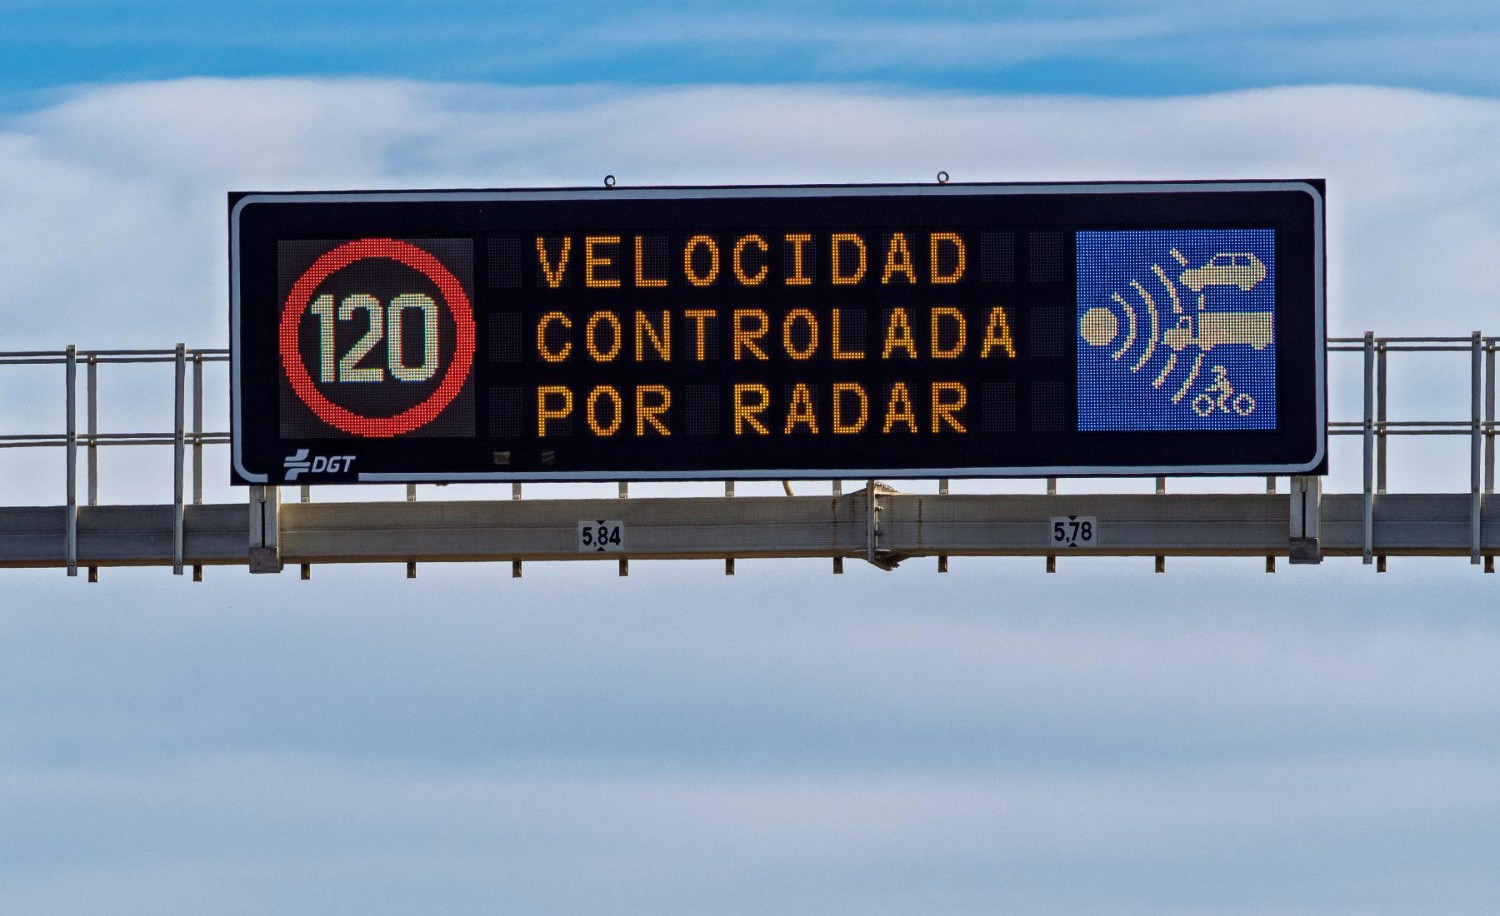 120
VELOCIDAD
CONTROLADA
POR RADAR
DGT
5,84
5,78